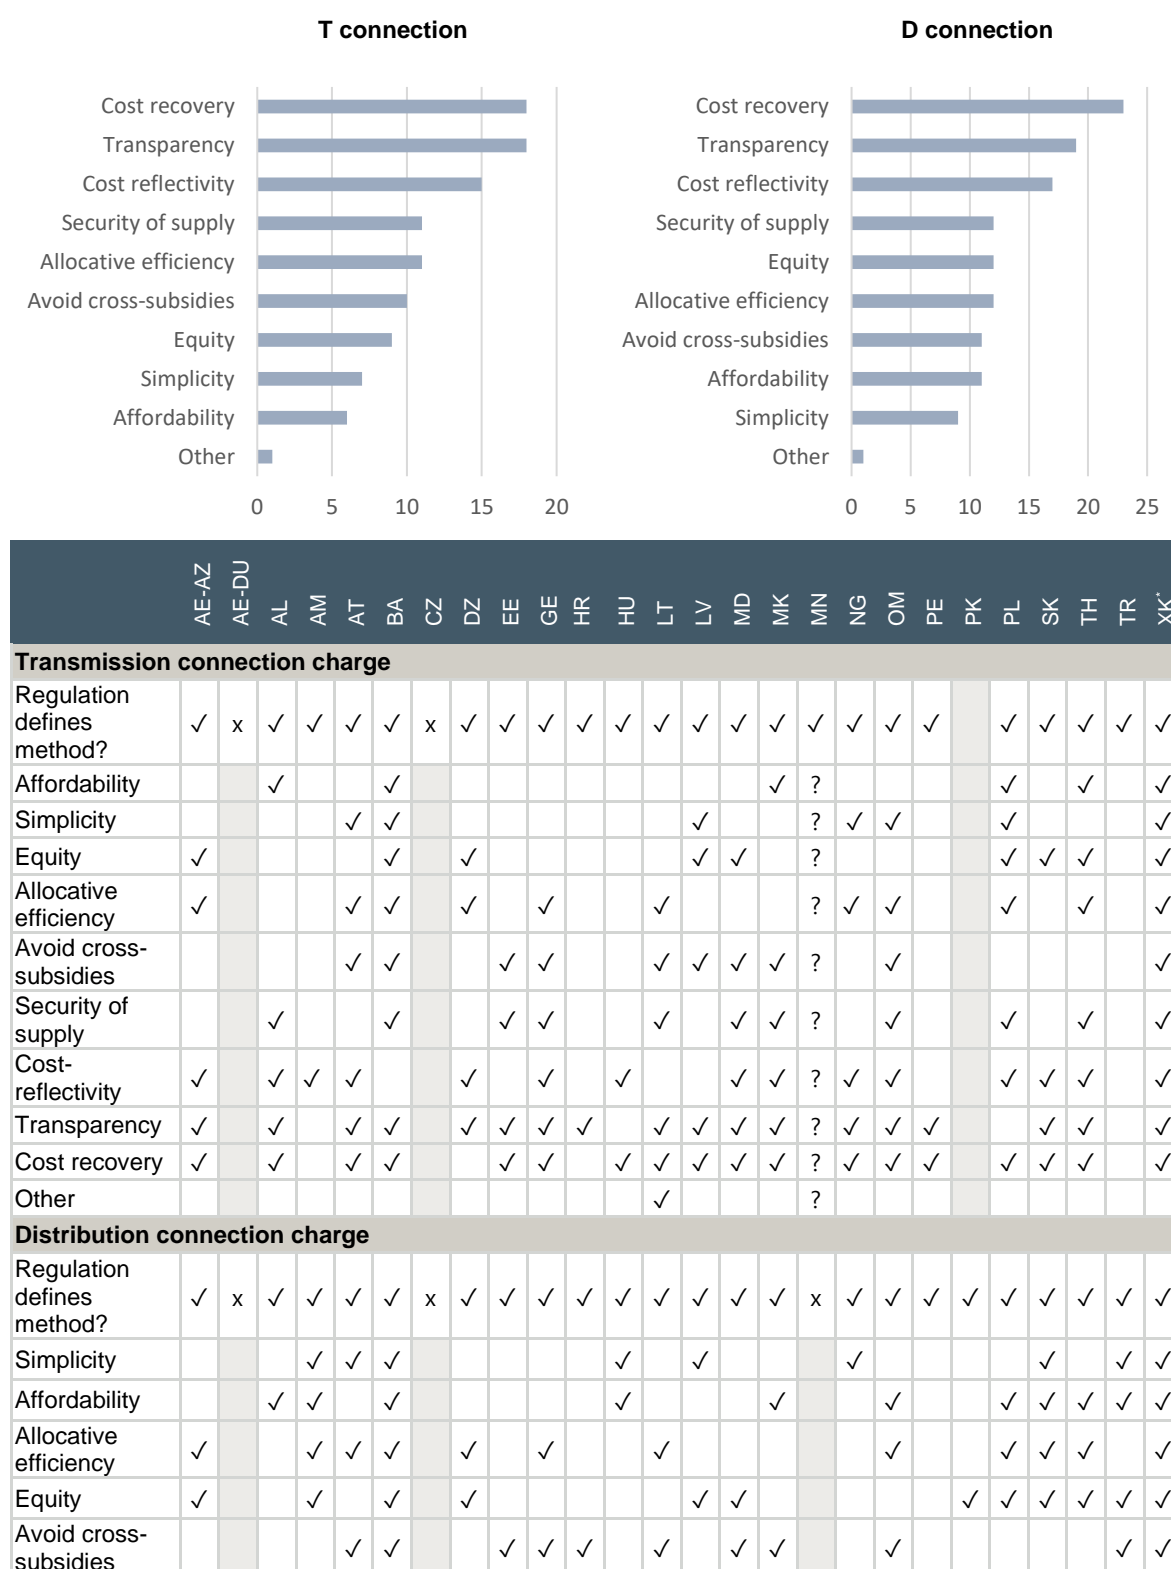 T connection
Cost recovery
Transparency
Cost reflectivity
Security of supply
Allocative efficiency
Avoid cross-subsidies
Equity
Simplicity
Affordability
Other
0 5 10 15 20
D connection
Cost recovery
Transparency
Cost reflectivity
Security of supply
Equity
Allocative efficiency
Avoid cross-subsidies
Affordability
Simplicity
Other
0 5 10 15 20 25
AE-AZ AE-DU AL AM AT BA CZ DZ EE GE HR HU LT LV MD MK MN NG OM PE PK PL SK TH TR XK*
Transmission connection charge
Regulation
defines
method?
✓ x ✓ ✓ ✓ ✓ x ✓ ✓ ✓ ✓ ✓ ✓ ✓ ✓ ✓ ✓ ✓ ✓ ✓ ✓ ✓ ✓ ✓ ✓
Affordability ✓ ✓ ✓ ? ✓ ✓ ✓
Simplicity ✓ ✓ ✓ ? ✓ ✓ ✓ ✓
Equity ✓ ✓ ✓ ✓ ✓ ? ✓ ✓ ✓ ✓
Allocative
efficiency
✓ ✓ ✓ ✓ ✓ ✓ ? ✓ ✓ ✓ ✓ ✓
Avoid cross-
subsidies
✓ ✓ ✓ ✓ ✓ ✓ ✓ ✓ ? ✓ ✓
Security of
supply
✓ ✓ ✓ ✓ ✓ ✓ ✓ ? ✓ ✓ ✓ ✓
Cost-
reflectivity
✓ ✓ ✓ ✓ ✓ ✓ ✓ ✓ ✓ ? ✓ ✓ ✓ ✓ ✓ ✓
Transparency ✓ ✓ ✓ ✓ ✓ ✓ ✓ ✓ ✓ ✓ ✓ ✓ ? ✓ ✓ ✓ ✓ ✓ ✓
Cost recovery ✓ ✓ ✓ ✓ ✓ ✓ ✓ ✓ ✓ ✓ ✓ ? ✓ ✓ ✓ ✓ ✓ ✓ ✓
Other ✓ ?
Distribution connection charge
Regulation
defines
method?
✓ x ✓ ✓ ✓ ✓ x ✓ ✓ ✓ ✓ ✓ ✓ ✓ ✓ ✓ x ✓ ✓ ✓ ✓ ✓ ✓ ✓ ✓ ✓
Simplicity ✓ ✓ ✓ ✓ ✓ ✓ ✓ ✓ ✓
Affordability ✓ ✓ ✓ ✓ ✓ ✓ ✓ ✓ ✓ ✓ ✓
Allocative
efficiency
✓ ✓ ✓ ✓ ✓ ✓ ✓ ✓ ✓ ✓ ✓ ✓
Equity ✓ ✓ ✓ ✓ ✓ ✓ ✓ ✓ ✓ ✓ ✓ ✓
Avoid cross-
subsidies
✓ ✓ ✓ ✓ ✓ ✓ ✓ ✓ ✓ ✓ ✓